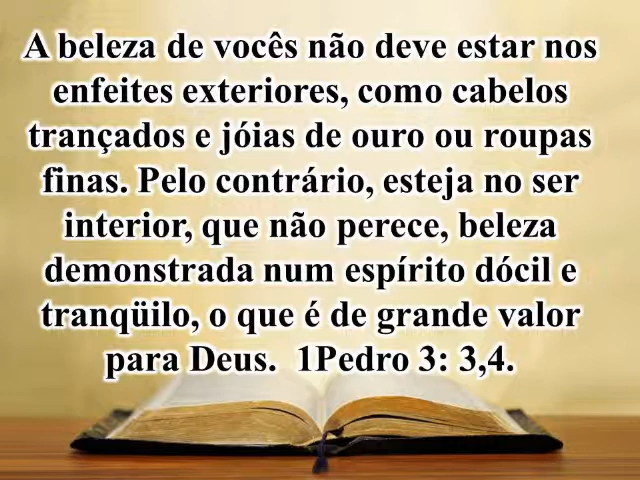 A beleza de vocês não deve estar nos
enfeites exteriores, como cabelos
trançados e jóias de ouro ou roupas
finas. Pelo contrário, esteja no ser
interior, que não perece, beleza
demonstrada num espírito dócil e
tranqüilo, o que é de grande valor
para Deus.  1Pedro 3: 3,4.